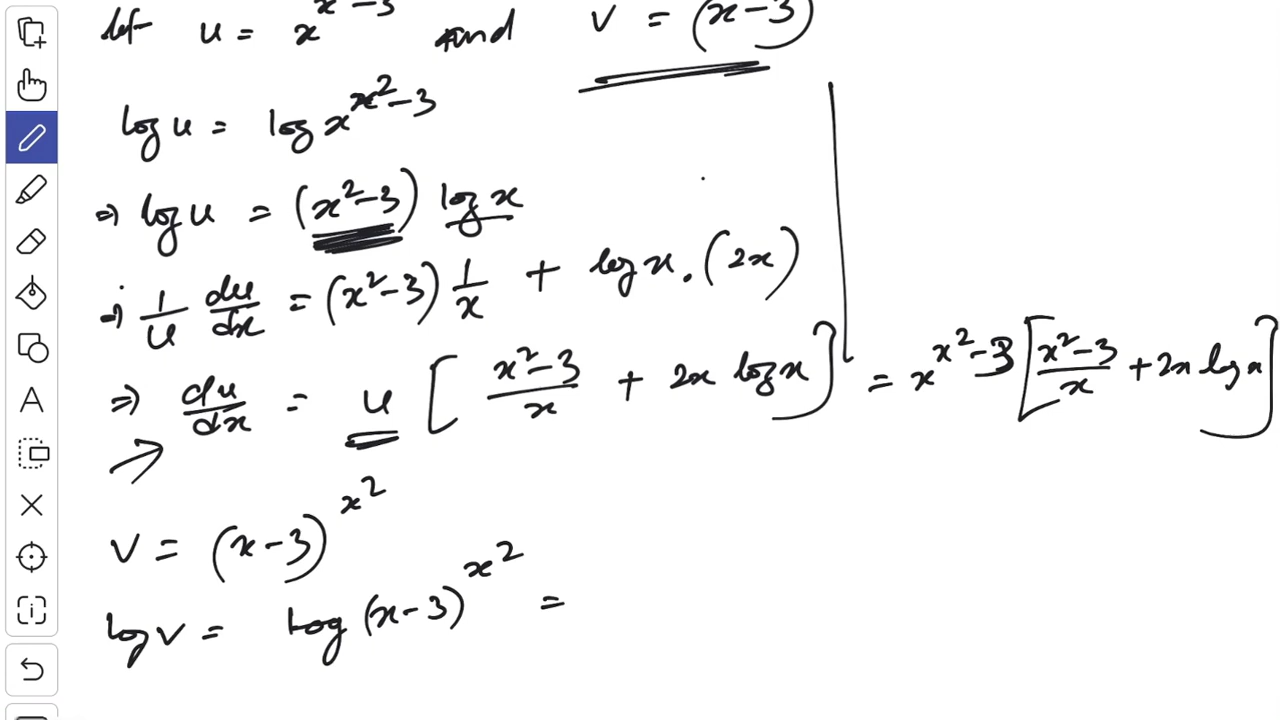 let u = x^(x²-3) and v = (x-3)
log u = log x^(x²-3)
⇒ log u = (x²-3) log x
⇒ 1/u du/dx = (x²-3) 1/x + log x . (2x)
⇒ du/dx = u [ (x²-3)/x + 2x log x ] = x^(x²-3) [ (x²-3)/x + 2x log x ]
v = (x-3)^(x²)
log v = log (x-3)^(x²) =
A